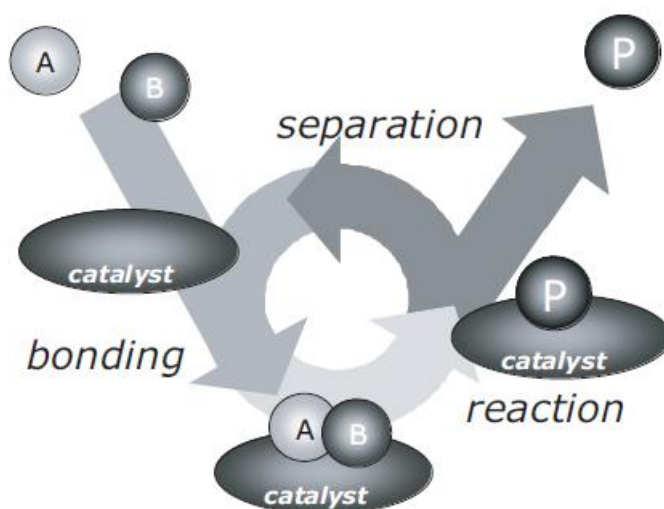 A
B
P
separation
catalyst
bonding
P
catalyst
reaction
A
B
catalyst